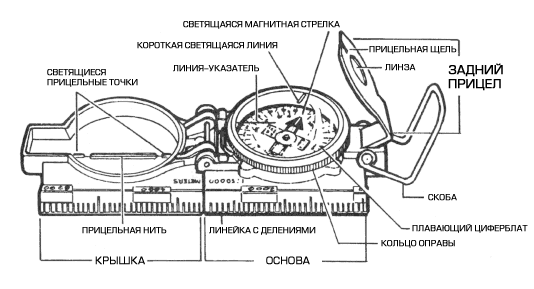 СВЕТЯЩАЯСЯ МАГНИТНАЯ СТРЕЛКА
КОРОТКАЯ СВЕТЯЩАЯСЯ ЛИНИЯ
ПРИЦЕЛЬНАЯ ЩЕЛЬ
ЛИНИЯ-УКАЗАТЕЛЬ
ЛИНЗА
ЗАДНИЙ
ПРИЦЕЛ
СВЕТЯЩИЕСЯ
ПРИЦЕЛЬНЫЕ ТОЧКИ
METERS
СКОБА
ПРИЦЕЛЬНАЯ НИТЬ
ЛИНЕЙКА С ДЕЛЕНИЯМИ
ПЛАВАЮЩИЙ ЦИФЕРБЛАТ
КОЛЬЦО ОПРАВЫ
КРЫШКА
ОСНОВА